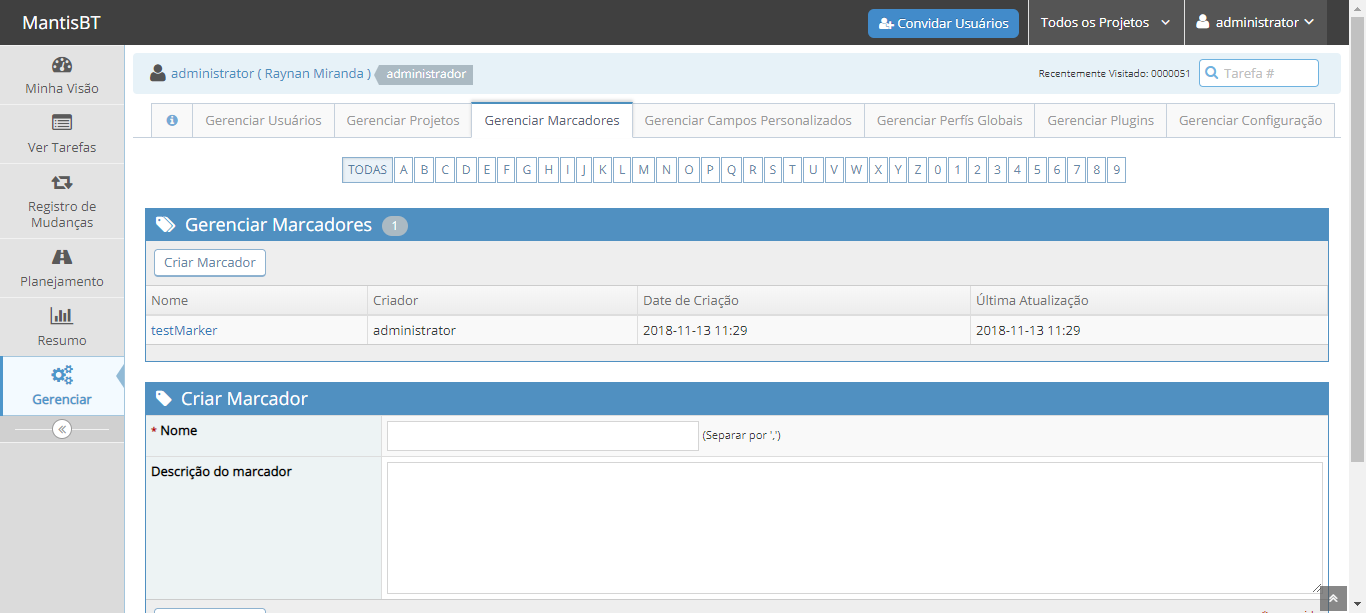 MantisBT
Convidar Usuários
Todos os Projetos
administrator
Minha Visão
Ver Tarefas
Registro de
Mudanças
Planejamento
Resumo
Gerenciar
administrator ( Raynan Miranda )
administrador
Recentemente Visitado: 0000051
Tarefa #
Gerenciar Usuários
Gerenciar Projetos
Gerenciar Marcadores
Gerenciar Campos Personalizados
Gerenciar Perfís Globais
Gerenciar Plugins
Gerenciar Configuração
TODAS A B C D E F G H I J K L M N O P Q R S T U V W X Y Z 0 1 2 3 4 5 6 7 8 9
Gerenciar Marcadores 1
Criar Marcador
Nome Criador Date de Criação Última Atualização
testMarker administrator 2018-11-13 11:29 2018-11-13 11:29
Criar Marcador
* Nome
(Separar por ',')
Descrição do marcador